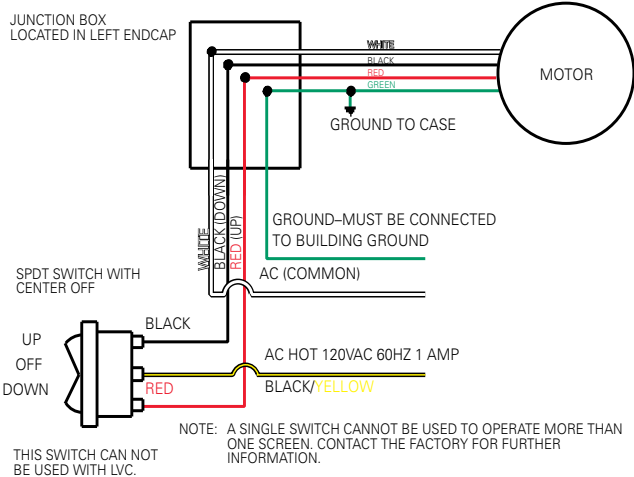 JUNCTION BOX
LOCATED IN LEFT ENDCAP
WHITE
BLACK
RED
GREEN
MOTOR
GROUND TO CASE
WHITE
BLACK (DOWN)
RED (UP)
GROUND–MUST BE CONNECTED
TO BUILDING GROUND
AC (COMMON)
SPDT SWITCH WITH
CENTER OFF
BLACK
UP
OFF
DOWN
AC HOT 120VAC 60HZ 1 AMP
BLACK/YELLOW
RED
NOTE: A SINGLE SWITCH CANNOT BE USED TO OPERATE MORE THAN
ONE SCREEN. CONTACT THE FACTORY FOR FURTHER
INFORMATION.
THIS SWITCH CAN NOT
BE USED WITH LVC.